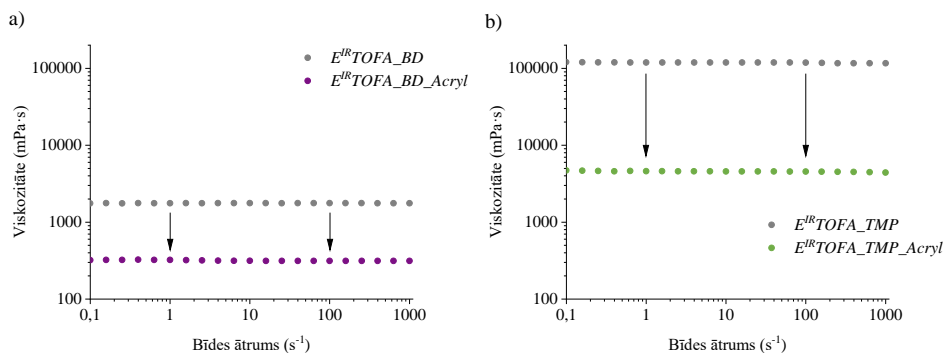 a)
100000
10000
1000
100
Viskozitāte (mPa·s)
E^IR TOFA_BD
E^IR TOFA_BD_Acryl
0,1 1 10 100 1000
Bīdes ātrums (s⁻¹)
b)
100000
10000
1000
100
Viskozitāte (mPa·s)
E^IR TOFA_TMP
E^IR TOFA_TMP_Acryl
0,1 1 10 100 1000
Bīdes ātrums (s⁻¹)